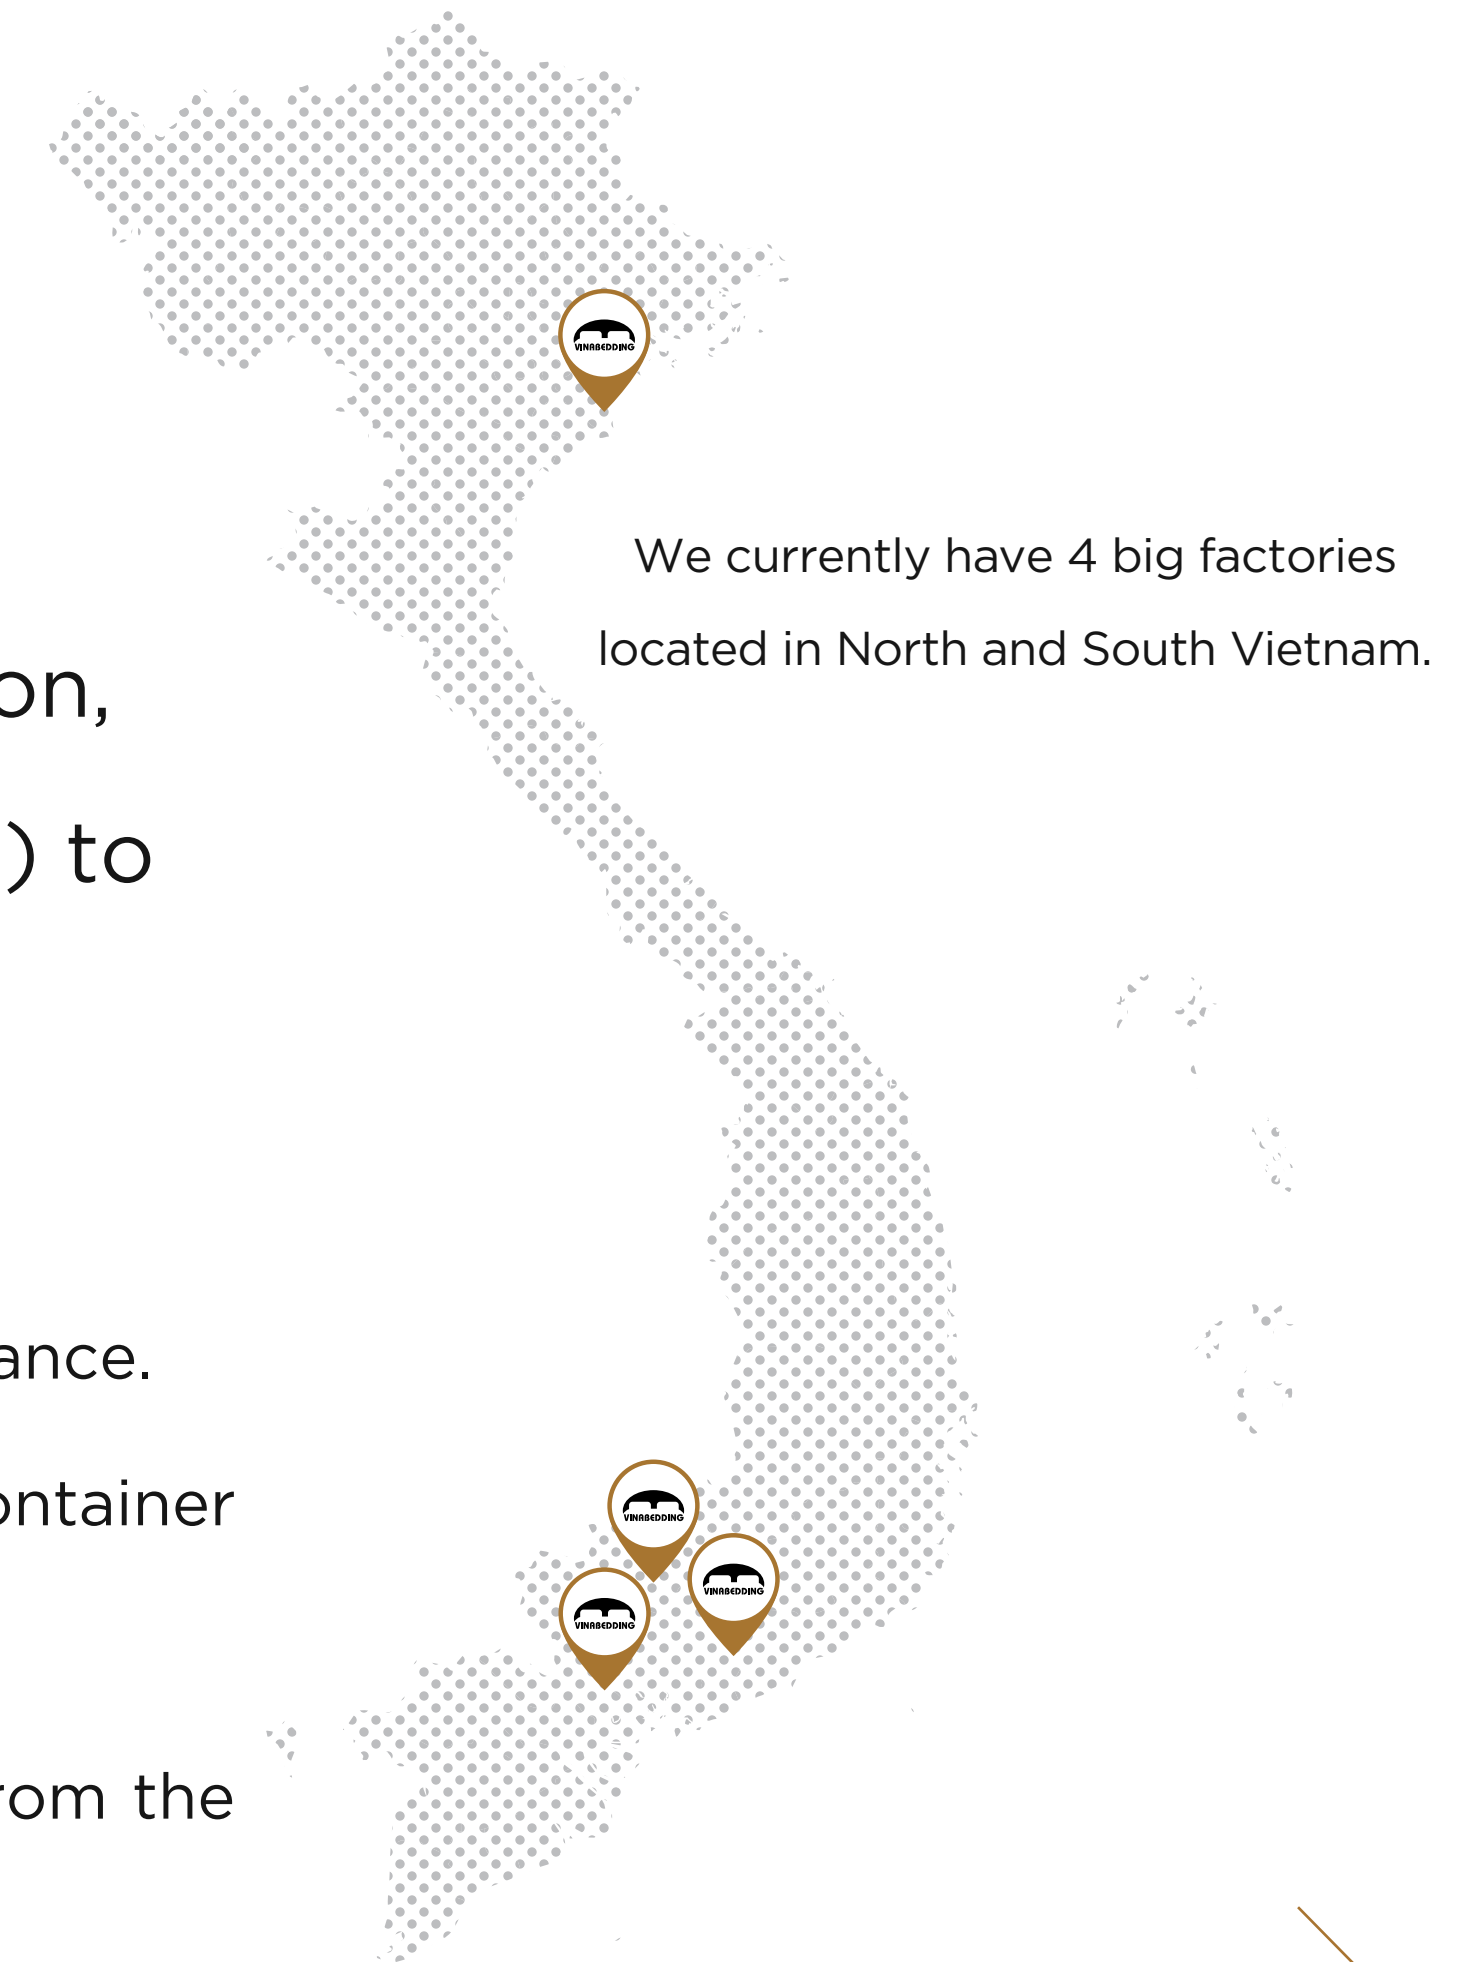 VINABEDDING
We currently have 4 big factories
located in North and South Vietnam.
on,
) to
ance.
ontainer
rom the
VINABEDDING
VINABEDDING
VINABEDDING